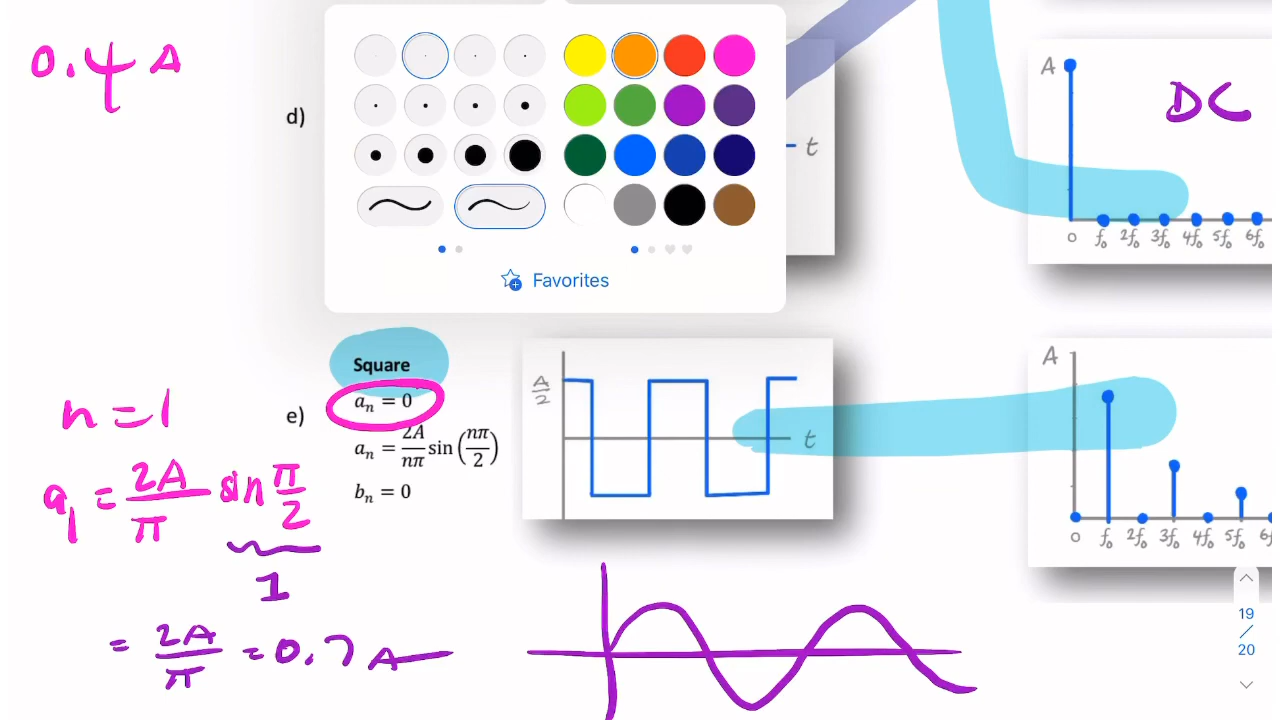 0.4 A
d)
Favorites
t
A
DC
0 f₀ 2f₀ 3f₀ 4f₀ 5f₀ 6f₀
n = 1
a₁ = 2A/π sin π/2
1
= 2A/π = 0.7 A
e)
Square
aₙ = 0
aₙ = 2A/nπ sin(nπ/2)
bₙ = 0
A/2
t
A
0 f₀ 2f₀ 3f₀ 4f₀ 5f₀
19
/
20